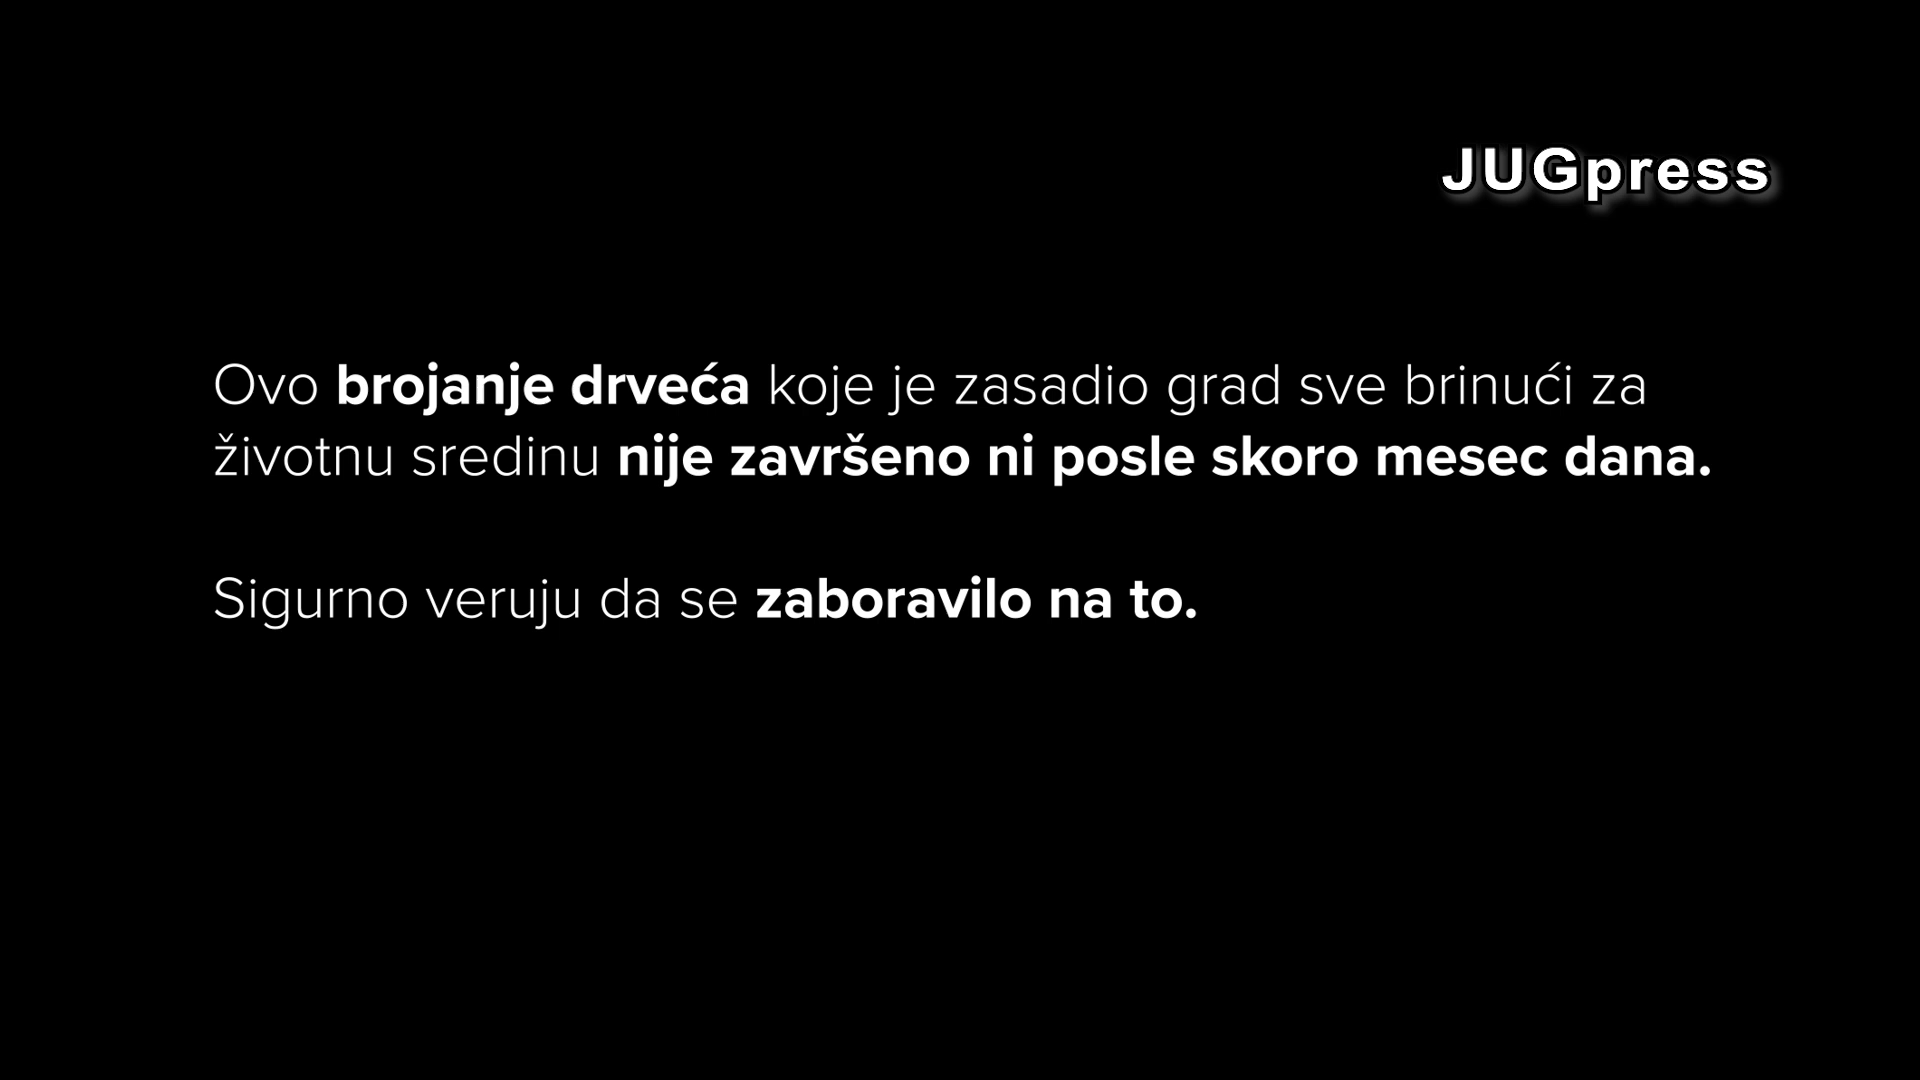 JUGpress
Ovo brojanje drveća koje je zasadio grad sve brinući za
životnu sredinu nije završeno ni posle skoro mesec dana.
Sigurno veruju da se zaboravilo na to.